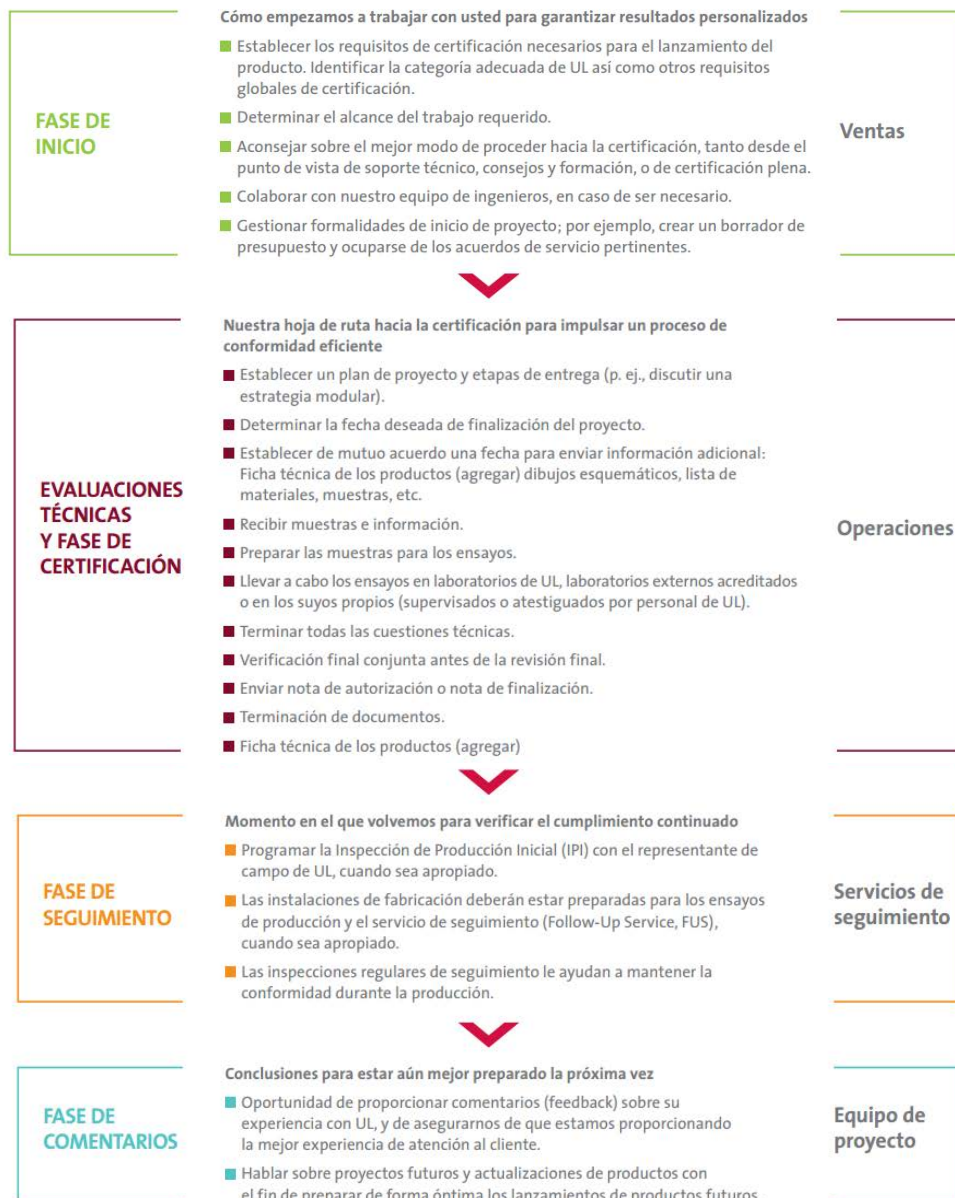 Cómo empezamos a trabajar con usted para garantizar resultados personalizados
FASE DE
INICIO
Establecer los requisitos de certificación necesarios para el lanzamiento del
producto. Identificar la categoría adecuada de UL así como otros requisitos
globales de certificación.
Determinar el alcance del trabajo requerido.
Aconsejar sobre el mejor modo de proceder hacia la certificación, tanto desde el
punto de vista de soporte técnico, consejos y formación, o de certificación plena.
Colaborar con nuestro equipo de ingenieros, en caso de ser necesario.
Gestionar formalidades de inicio de proyecto; por ejemplo, crear un borrador de
presupuesto y ocuparse de los acuerdos de servicio pertinentes.
Ventas
Nuestra hoja de ruta hacia la certificación para impulsar un proceso de
conformidad eficiente
EVALUACIONES
TÉCNICAS
Y FASE DE
CERTIFICACIÓN
Establecer un plan de proyecto y etapas de entrega (p. ej., discutir una
estrategia modular).
Determinar la fecha deseada de finalización del proyecto.
Establecer de mutuo acuerdo una fecha para enviar información adicional:
Ficha técnica de los productos (agregar) dibujos esquemáticos, lista de
materiales, muestras, etc.
Recibir muestras e información.
Preparar las muestras para los ensayos.
Llevar a cabo los ensayos en laboratorios de UL, laboratorios externos acreditados
o en los suyos propios (supervisados o atestiguados por personal de UL).
Terminar todas las cuestiones técnicas.
Verificación final conjunta antes de la revisión final.
Enviar nota de autorización o nota de finalización.
Terminación de documentos.
Ficha técnica de los productos (agregar)
Operaciones
Momento en el que volvemos para verificar el cumplimiento continuado
FASE DE
SEGUIMIENTO
Programar la Inspección de Producción Inicial (IPI) con el representante de
campo de UL, cuando sea apropiado.
Las instalaciones de fabricación deberán estar preparadas para los ensayos
de producción y el servicio de seguimiento (Follow-Up Service, FUS),
cuando sea apropiado.
Las inspecciones regulares de seguimiento le ayudan a mantener la
conformidad durante la producción.
Servicios de
seguimiento
Conclusiones para estar aún mejor preparado la próxima vez
FASE DE
COMENTARIOS
Oportunidad de proporcionar comentarios (feedback) sobre su
experiencia con UL, y de asegurarnos de que estamos proporcionando
la mejor experiencia de atención al cliente.
Hablar sobre proyectos futuros y actualizaciones de productos con
el fin de preparar de forma óptima los lanzamientos de productos futuros
Equipo de
proyecto